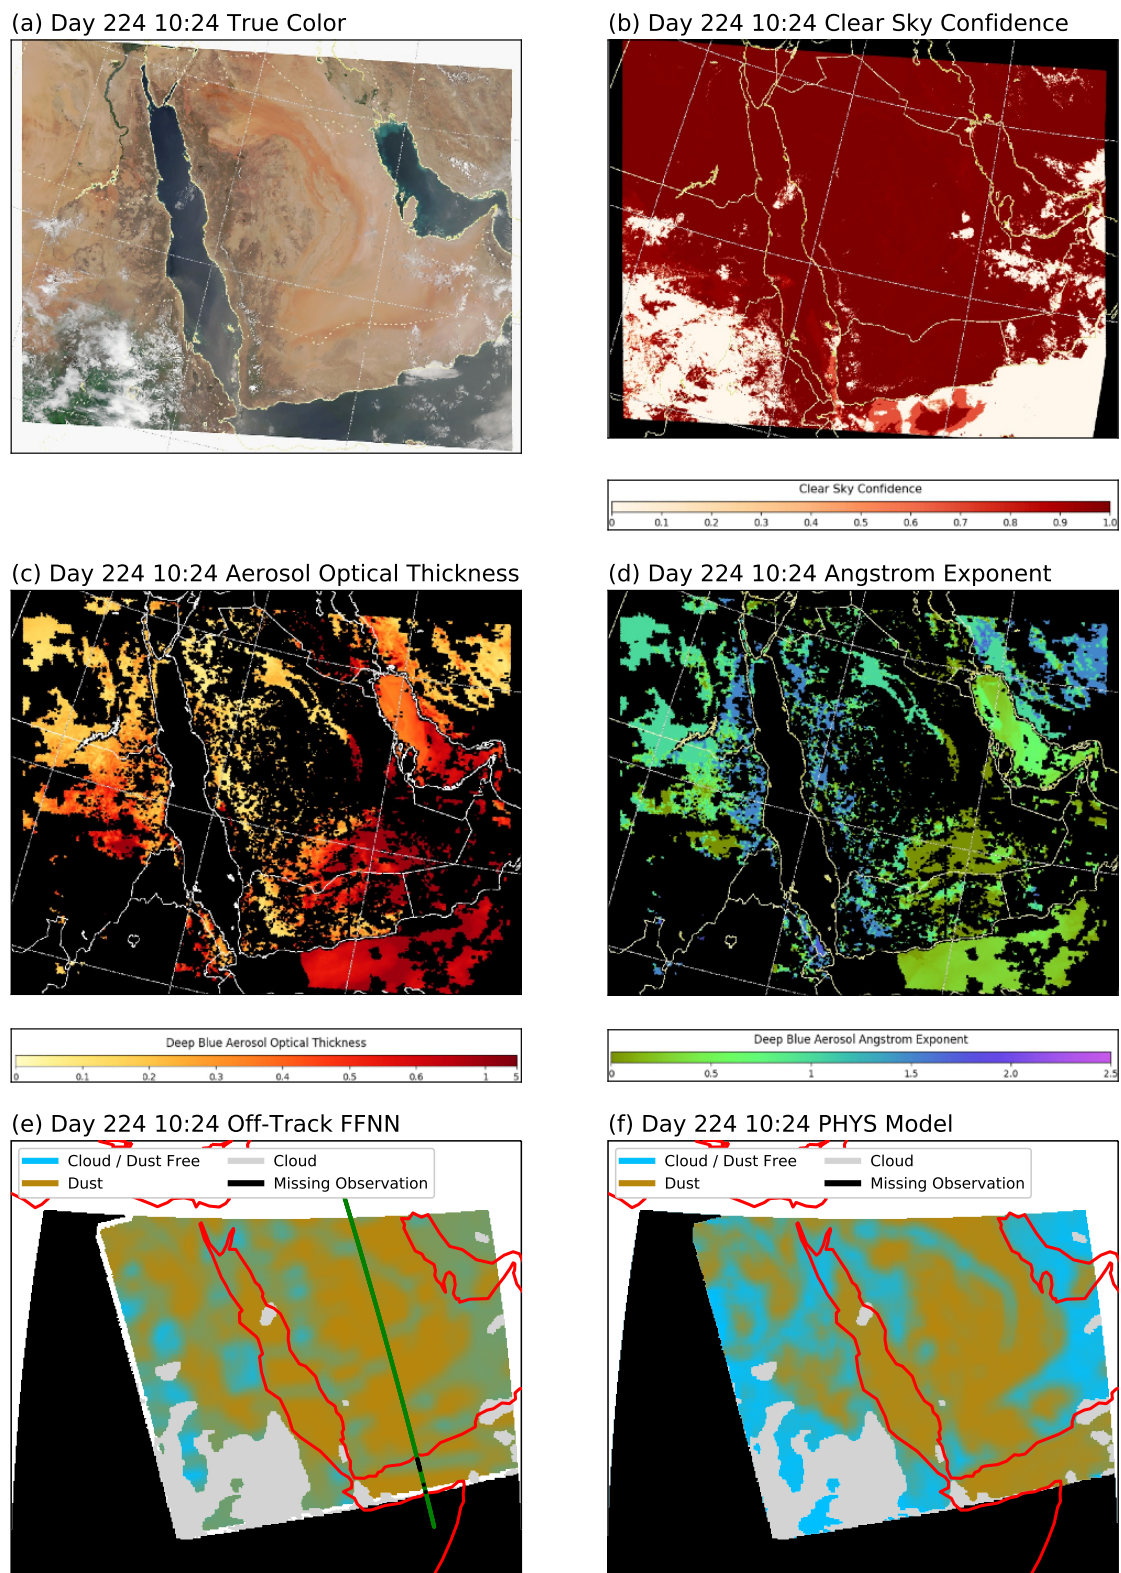 (a) Day 224 10:24 True Color
(b) Day 224 10:24 Clear Sky Confidence
Clear Sky Confidence
0 0.1 0.2 0.3 0.4 0.5 0.6 0.7 0.8 0.9 1.0
(c) Day 224 10:24 Aerosol Optical Thickness
(d) Day 224 10:24 Angstrom Exponent
Deep Blue Aerosol Optical Thickness
0 0.1 0.2 0.3 0.4 0.5 0.6 1 5
Deep Blue Aerosol Angstrom Exponent
0 0.5 1 1.5 2.0 2.5
(e) Day 224 10:24 Off-Track FFNN
Cloud / Dust Free
Cloud
Dust
Missing Observation
(f) Day 224 10:24 PHYS Model
Cloud / Dust Free
Cloud
Dust
Missing Observation